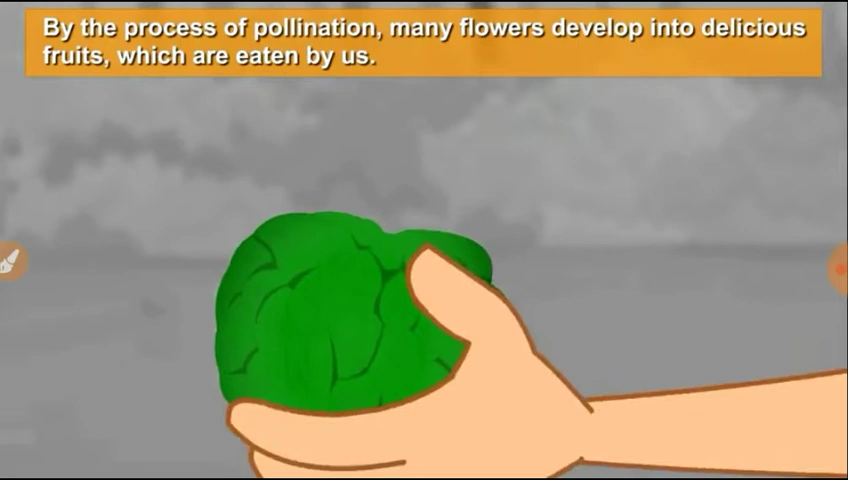 By the process of pollination, many flowers develop into delicious
fruits, which are eaten by us.